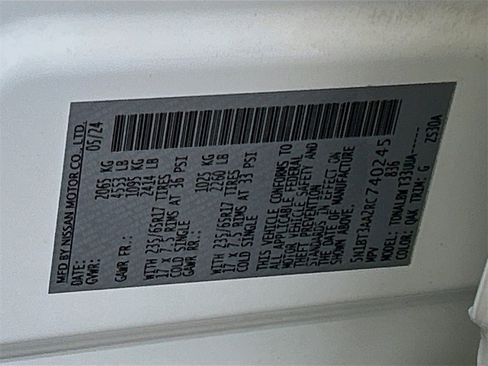 MFD BY NISSAN MOTOR CO., LTD.
DATE: 05/24
GVWR: 2065 KG
4553 LB
GAWR FR.: 1095 KG
2414 LB
WITH 235/65R17 TIRES
17 X 7.5 RIMS AT 36 PSI
COLD SINGLE
GAWR RR: 1025 KG
2260 LB
WITH 235/65R17 TIRES
17 X 7.5 RIMS AT 33 PSI
COLD SINGLE
THIS VEHICLE CONFORMS TO
ALL APPLICABLE FEDERAL
MOTOR VEHICLE SAFETY AND
THEFT PREVENTION
STANDARDS IN EFFECT ON
THE DATE OF MANUFACTURE
SHOWN ABOVE.
5N1BT3AA2RC740245
MPV 836
MODEL:
COLOR: QAK TRIM: G ZS30A